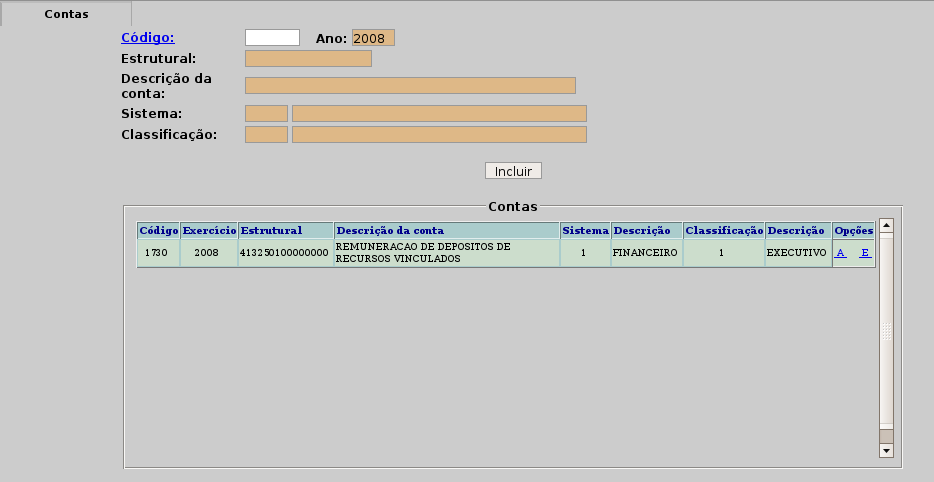 Contas
Código: Ano: 2008
Estrutural:
Descrição da
conta:
Sistema:
Classificação:
Incluir
Contas
Código Exercício Estrutural Descrição da conta Sistema Descrição Classificação Descrição Opções
1730 2008 413250100000000 REMUNERACAO DE DEPOSITOS DE RECURSOS VINCULADOS 1 FINANCEIRO 1 EXECUTIVO A E